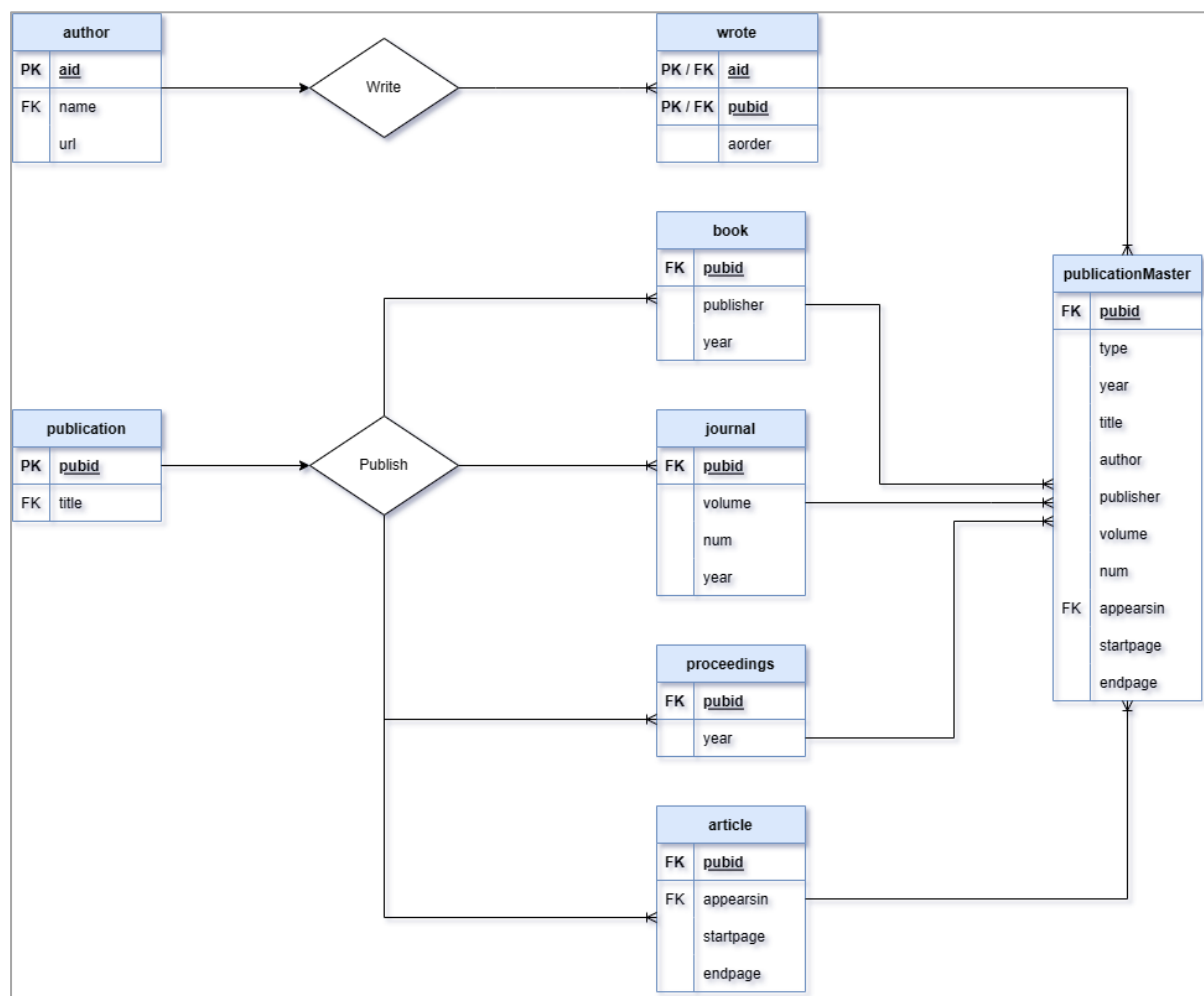 author
PK aid
FK name
url
Write
wrote
PK / FK aid
PK / FK pubid
aorder
book
FK pubid
publisher
year
publication
PK pubid
FK title
Publish
journal
FK pubid
volume
num
year
proceedings
FK pubid
year
article
FK pubid
FK appearsin
startpage
endpage
publicationMaster
FK pubid
type
year
title
author
publisher
volume
num
FK appearsin
startpage
endpage